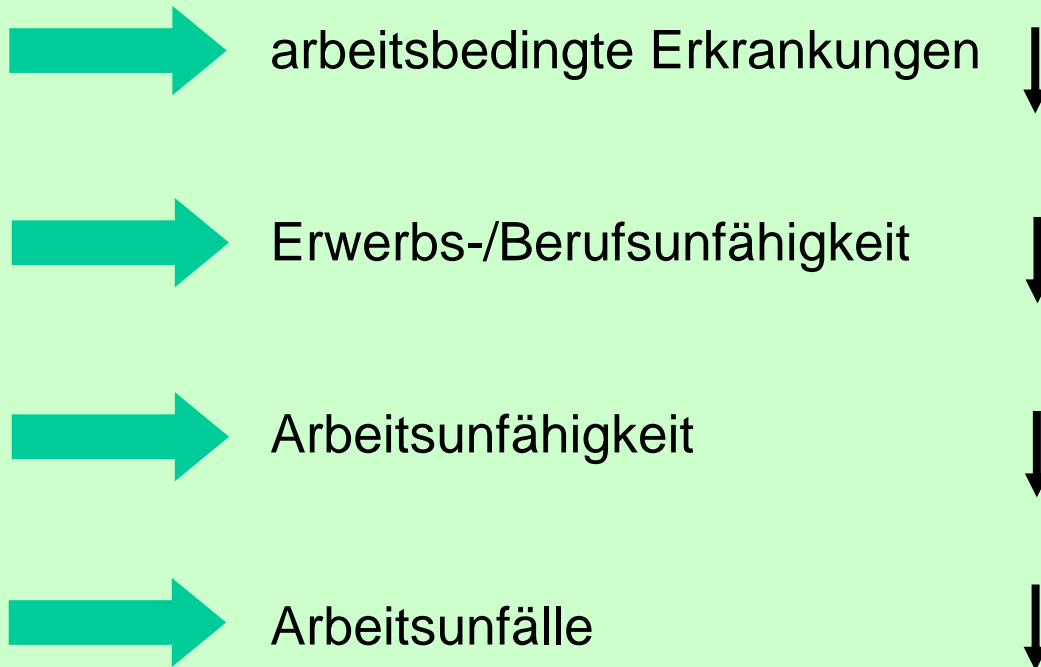 arbeitsbedingte Erkrankungen
Erwerbs-/Berufsunfähigkeit
Arbeitsunfähigkeit
Arbeitsunfälle